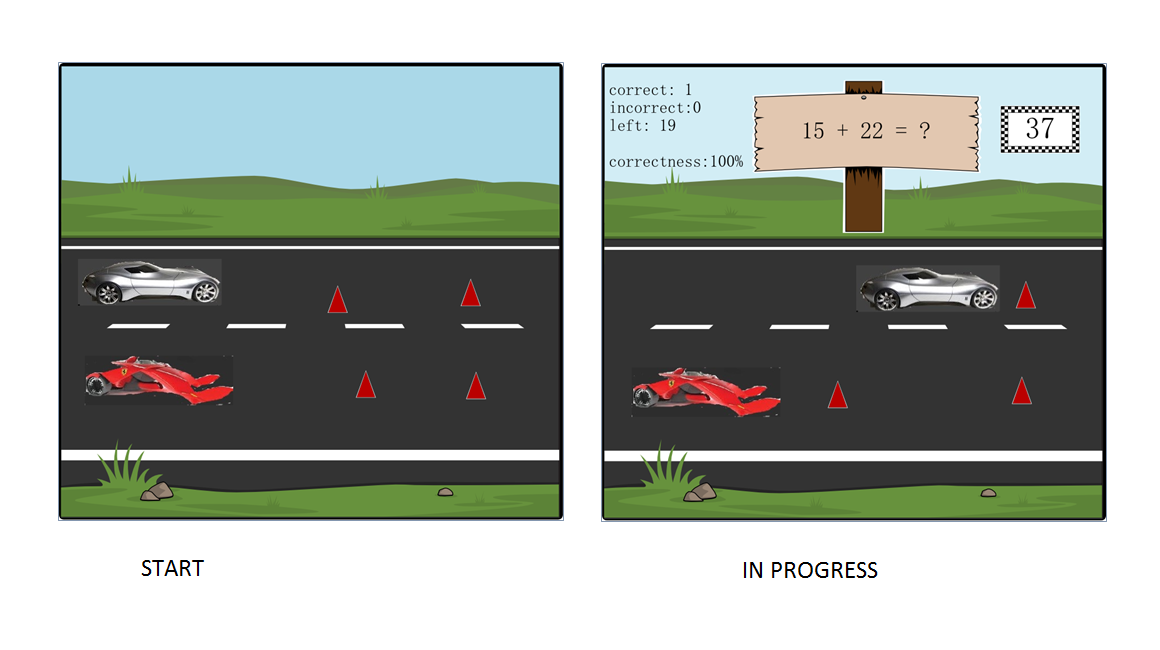 correct: 1
incorrect:0
left: 19
correctness:100%
15 + 22 = ?
37
START
IN PROGRESS